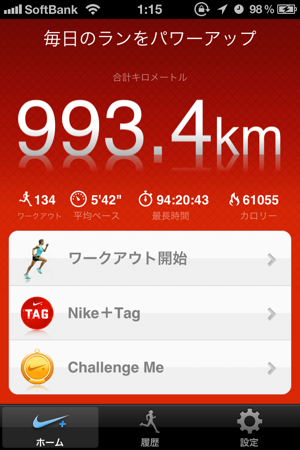 SoftBank 1:15 98%
毎日のランをパワーアップ
合計キロメートル
993.4km
134 5'42" 94:20:43 61055
ワークアウト 平均ペース 最長時間 カロリー
ワークアウト開始
TAG Nike+Tag
Challenge Me
ホーム 履歴 設定